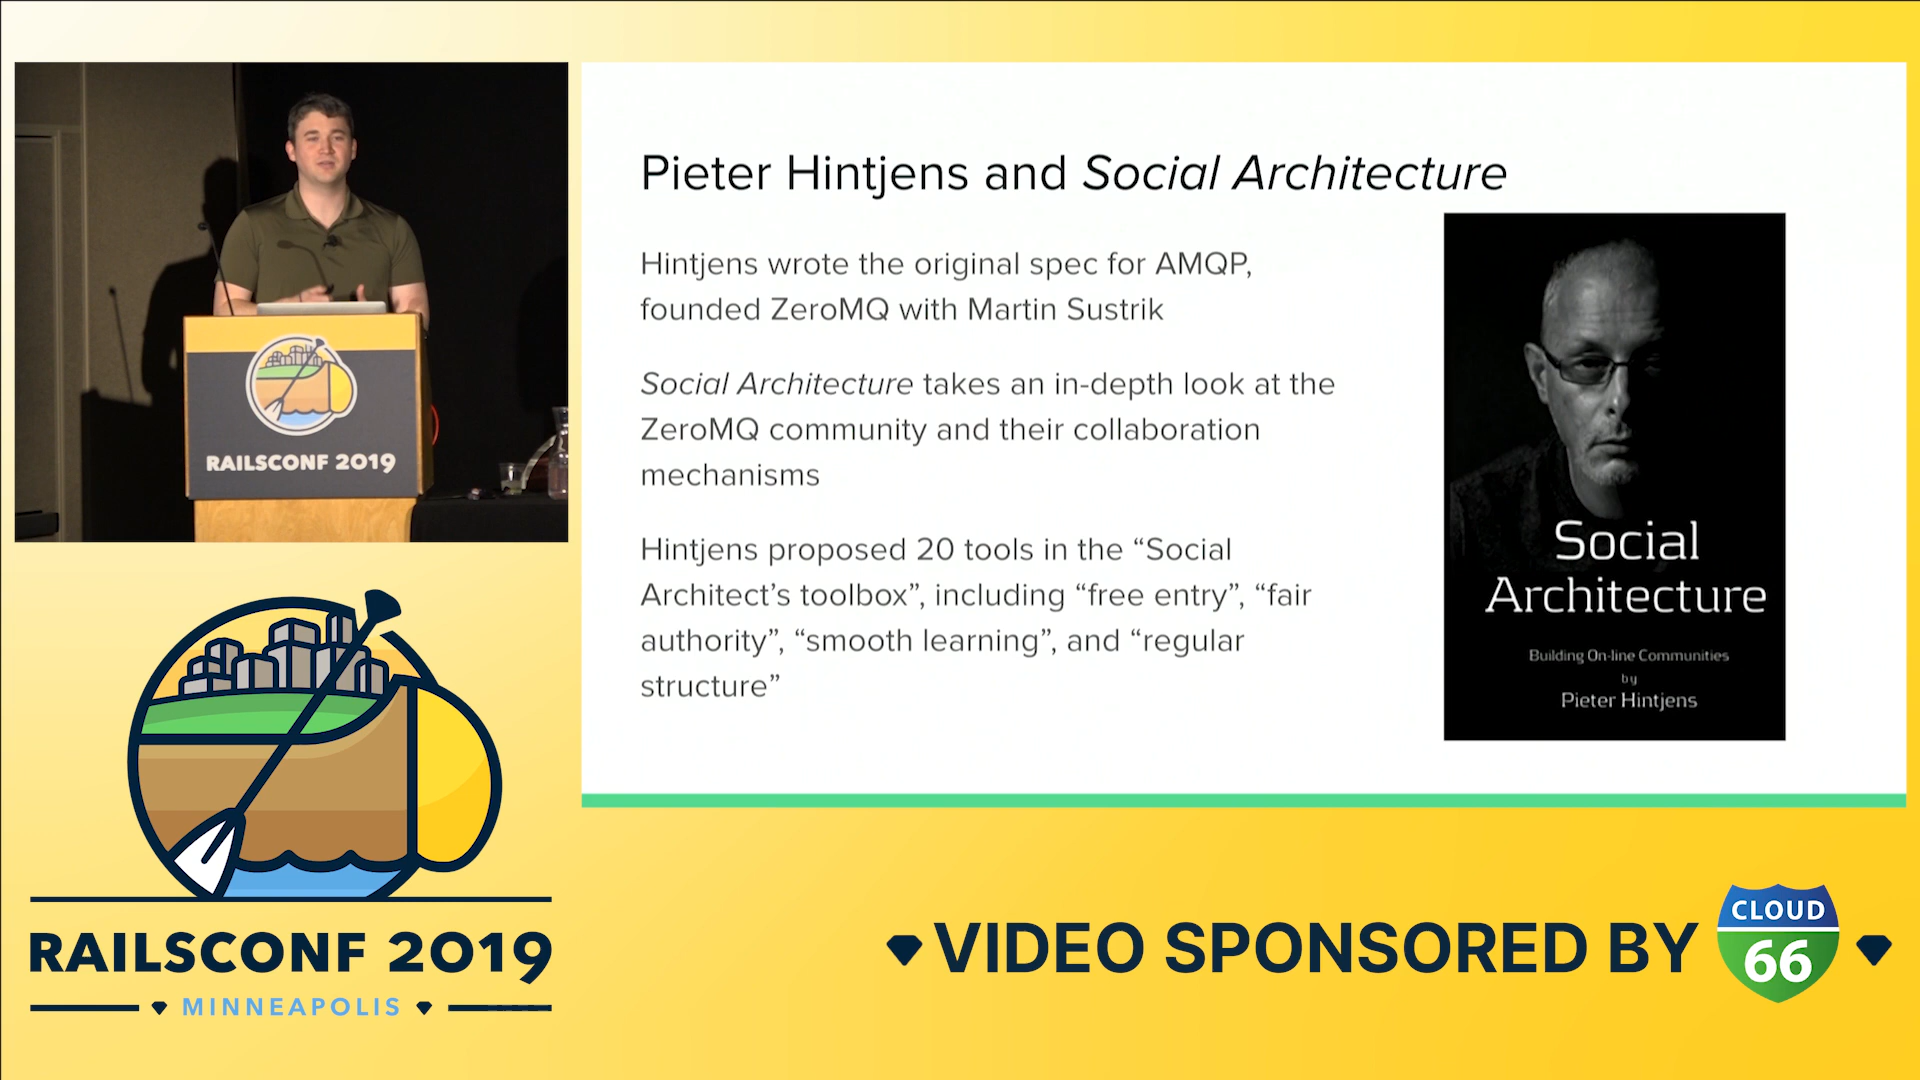 Pieter Hintjens and Social Architecture
Hintjens wrote the original spec for AMQP,
founded ZeroMQ with Martin Sustrik
Social Architecture takes an in-depth look at the
ZeroMQ community and their collaboration
mechanisms
Hintjens proposed 20 tools in the “Social
Architect’s toolbox”, including “free entry”, “fair
authority”, “smooth learning”, and “regular
structure”
Social
Architecture
Building On-line Communities
by
Pieter Hintjens
RAILSCONF 2019
RAILSCONF 2019
MINNEAPOLIS
VIDEO SPONSORED BY
CLOUD
66